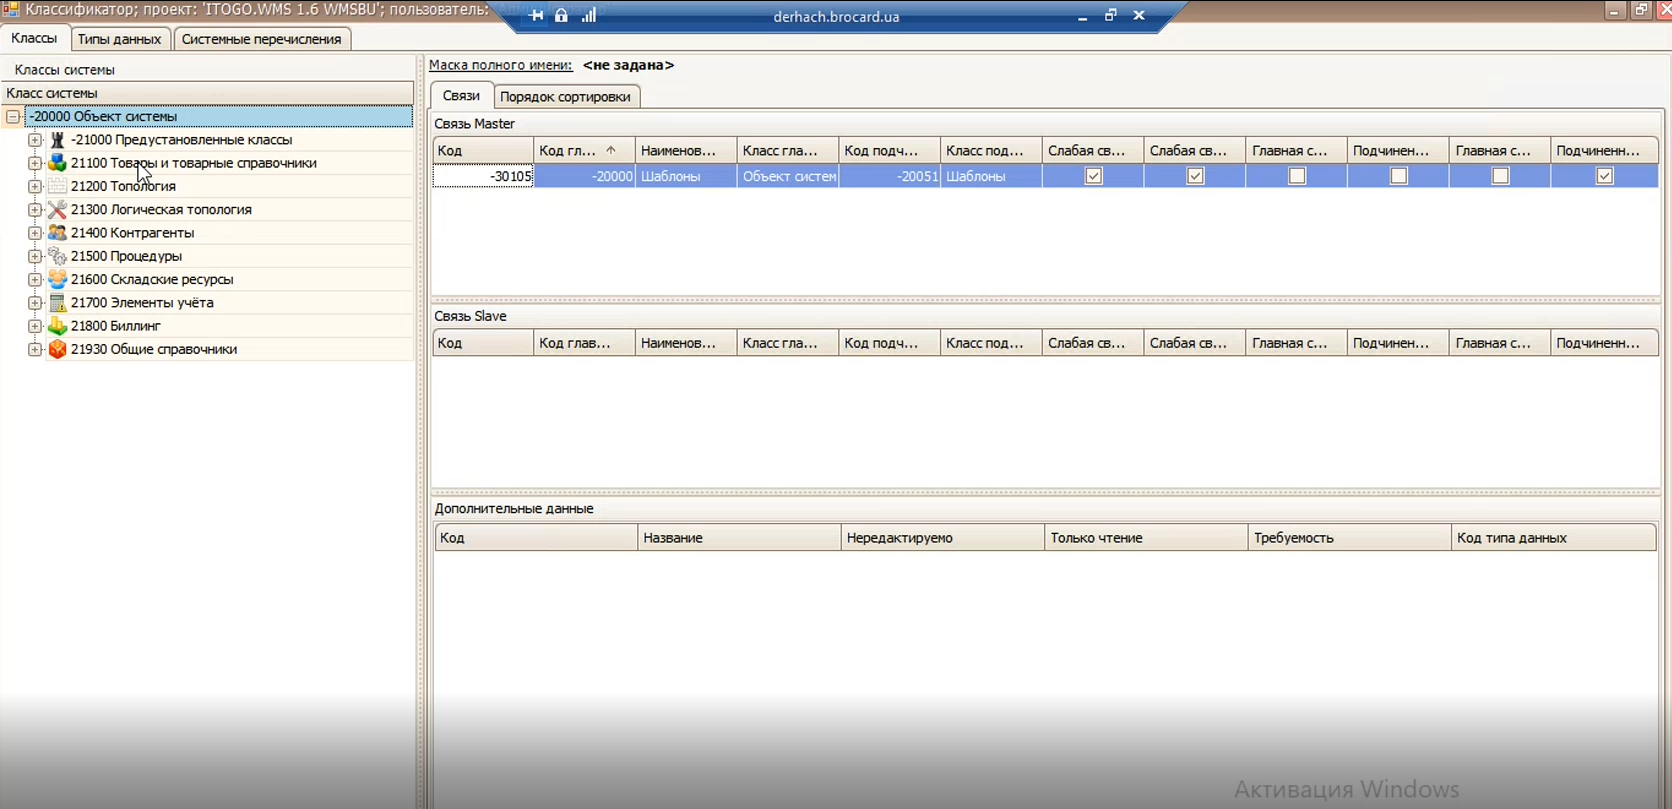 Классификатор; проект: 'ITOGO.WMS 1.6 WMSBU'; пользователь:
derhach.brocard.ua
Классы
Типы данных
Системные перечисления
Классы системы
Класс системы
-20000 Объект системы
-21000 Предустановленные классы
21100 Товары и товарные справочники
21200 Топология
21300 Логическая топология
21400 Контрагенты
21500 Процедуры
21600 Складские ресурсы
21700 Элементы учёта
21800 Биллинг
21930 Общие справочники
Маска полного имени: <не задана>
Связи
Порядок сортировки
Связь Master
Код Код гл... Наименов... Класс гла... Код подч... Класс под... Слабая св... Слабая св... Главная с... Подчинен... Главная с... Подчиненн...
-30105 -20000 Шаблоны Объект систем -20051 Шаблоны
Связь Slave
Код Код глав... Наименов... Класс гла... Код подч... Класс под... Слабая св... Слабая св... Главная с... Подчинен... Главная с... Подчиненн...
Дополнительные данные
Код Название Нередактируемо Только чтение Требуемость Код типа данных
Активация Windows